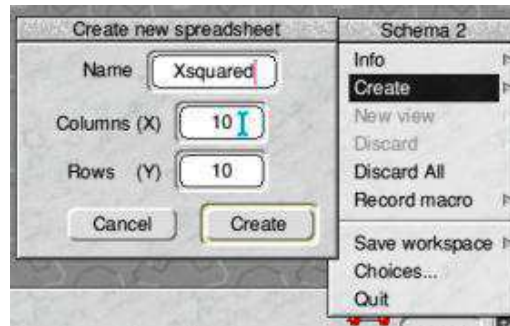 Create new spreadsheet
Name Xsquared
Columns (X) 10
Rows (Y) 10
Cancel Create
Schema 2
Info
Create
New view
Discard
Discard All
Record macro
Save workspace
Choices...
Quit